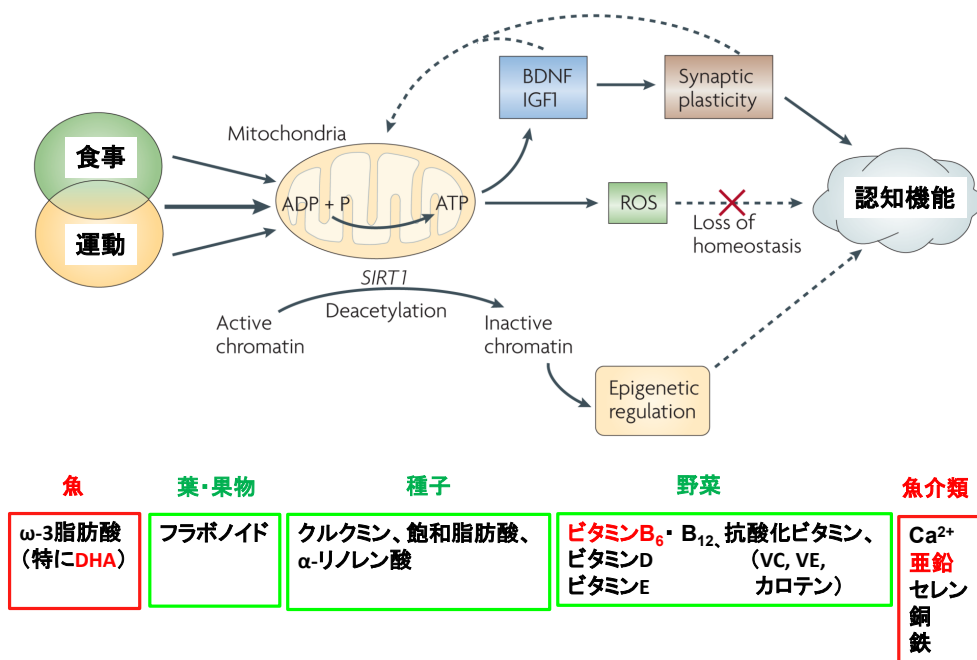 食事
運動
Mitochondria
ADP + P
ATP
BDNF
IGF1
Synaptic
plasticity
ROS
Loss of
homeostasis
認知機能
SIRT1
Deacetylation
Active
chromatin
Inactive
chromatin
Epigenetic
regulation
魚
ω-3脂肪酸
（特にDHA）
葉・果物
フラボノイド
種子
クルクミン、飽和脂肪酸、
α-リノレン酸
野菜
ビタミンB₆・ B₁₂、抗酸化ビタミン、
ビタミンD （VC, VE,
ビタミンE カロテン）
魚介類
Ca²⁺
亜鉛
セレン
銅
鉄